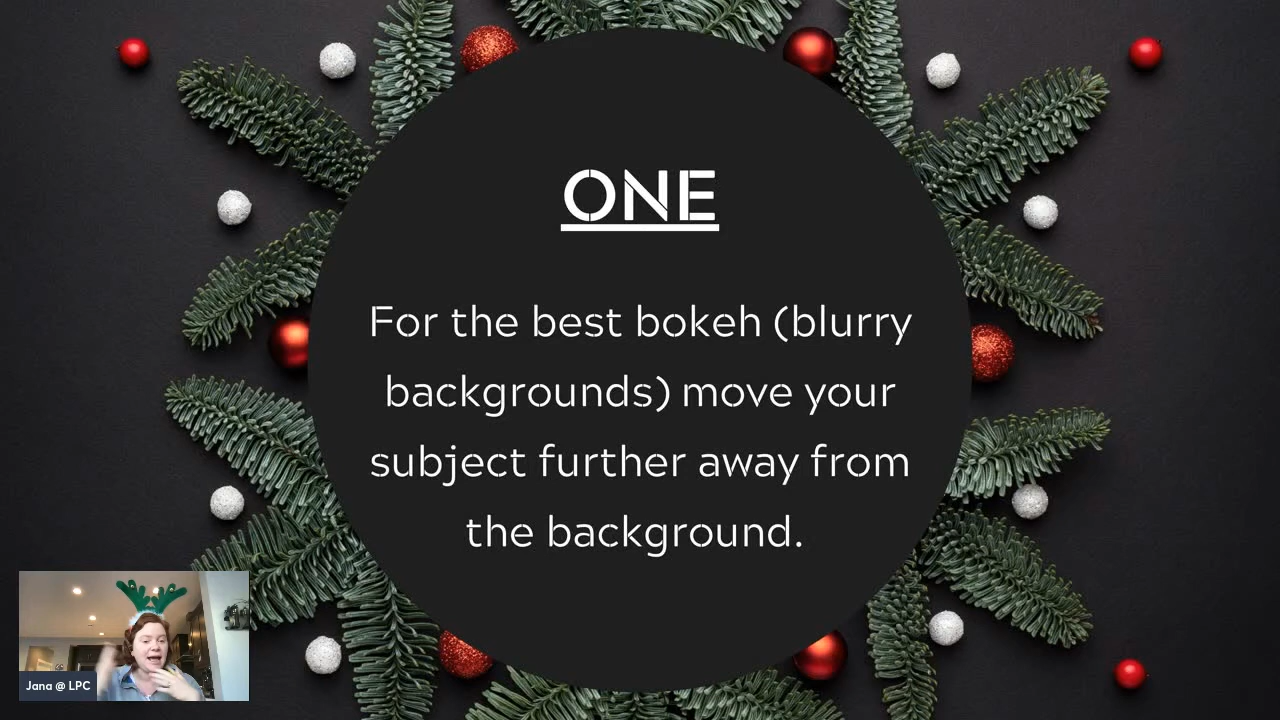 ONE
For the best bokeh (blurry
backgrounds) move your
subject further away from
the background.
Jana @ LPC